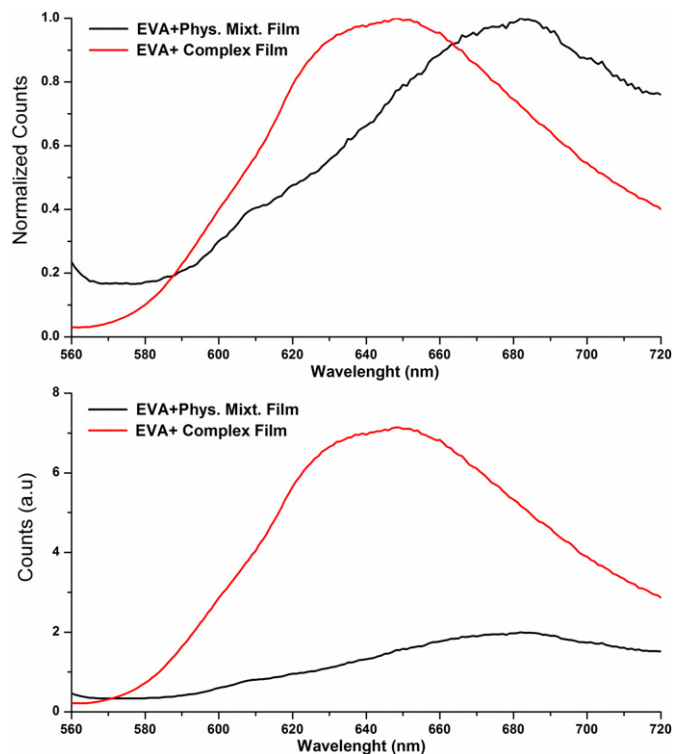 EVA+Phys. Mixt. Film
EVA+ Complex Film
Normalized Counts
1.0
0.8
0.6
0.4
0.2
0.0
560 580 600 620 640 660 680 700 720
Wavelenght (nm)
EVA+Phys. Mixt. Film
EVA+ Complex Film
Counts (a.u)
8
6
4
2
0
560 580 600 620 640 660 680 700 720
Wavelenght (nm)